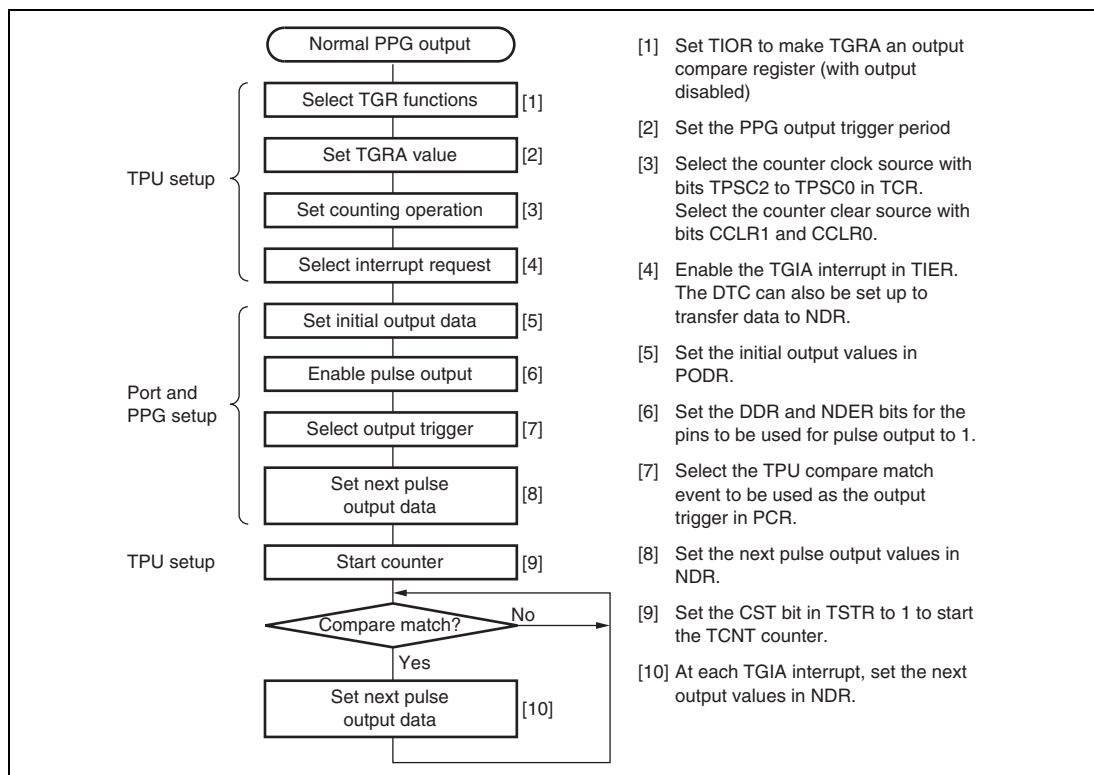 Normal PPG output
Select TGR functions [1]
Set TGRA value [2]
TPU setup
Set counting operation [3]
Select interrupt request [4]
Set initial output data [5]
Enable pulse output [6]
Port and
PPG setup
Select output trigger [7]
Set next pulse
output data [8]
TPU setup
Start counter [9]
Compare match?
No
Yes
Set next pulse
output data [10]
[1] Set TIOR to make TGRA an output
compare register (with output
disabled)
[2] Set the PPG output trigger period
[3] Select the counter clock source with
bits TPSC2 to TPSC0 in TCR.
Select the counter clear source with
bits CCLR1 and CCLR0.
[4] Enable the TGIA interrupt in TIER.
The DTC can also be set up to
transfer data to NDR.
[5] Set the initial output values in
PODR.
[6] Set the DDR and NDER bits for the
pins to be used for pulse output to 1.
[7] Select the TPU compare match
event to be used as the output
trigger in PCR.
[8] Set the next pulse output values in
NDR.
[9] Set the CST bit in TSTR to 1 to start
the TCNT counter.
[10] At each TGIA interrupt, set the next
output values in NDR.